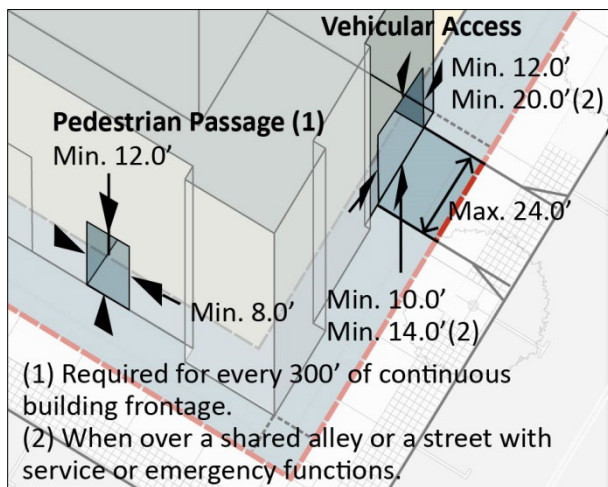 Vehicular Access
Min. 12.0’
Min. 20.0’(2)
Pedestrian Passage (1)
Min. 12.0’
Max. 24.0’
Min. 8.0’
Min. 10.0’
Min. 14.0’(2)
(1) Required for every 300’ of continuous
building frontage.
(2) When over a shared alley or a street with
service or emergency functions.